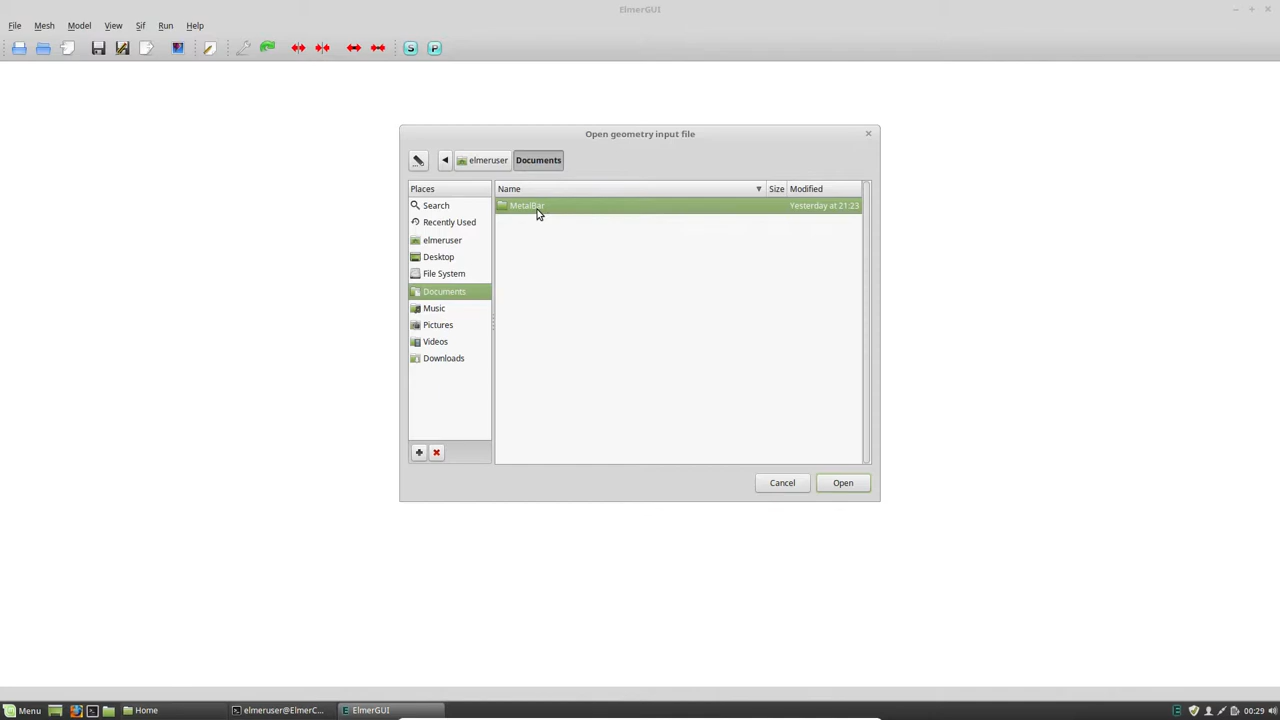 ElmerGUI
File Mesh Model View Sif Run Help
S P
Open geometry input file
elmeruser Documents
Places Name Size Modified
Search MetalBar Yesterday at 21:23
Recently Used
elmeruser
Desktop
File System
Documents
Music
Pictures
Videos
Downloads
Cancel Open
Menu Home elmeruser@ElmerC... ElmerGUI 00:29